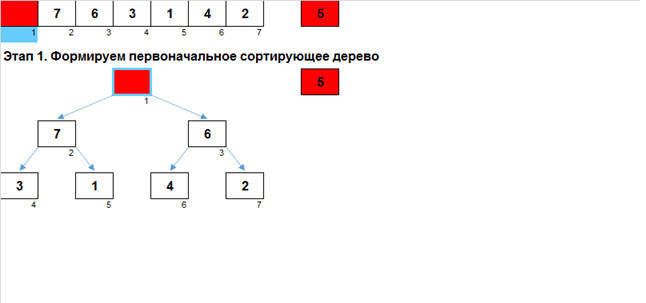 7 6 3 1 4 2 5
1 2 3 4 5 6 7
Этап 1. Формируем первоначальное сортирующее дерево
5
1
7 6
2 3
3 1 4 2
4 5 6 7